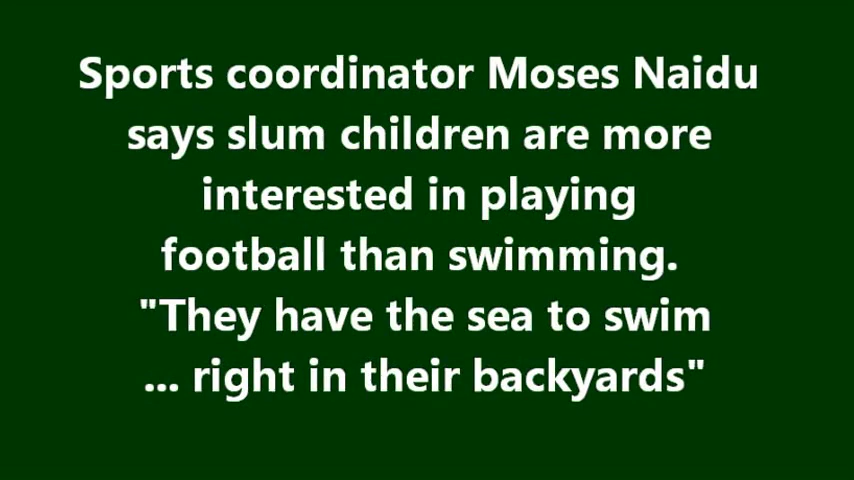 Sports coordinator Moses Naidu
says slum children are more
interested in playing
football than swimming.
"They have the sea to swim
... right in their backyards"